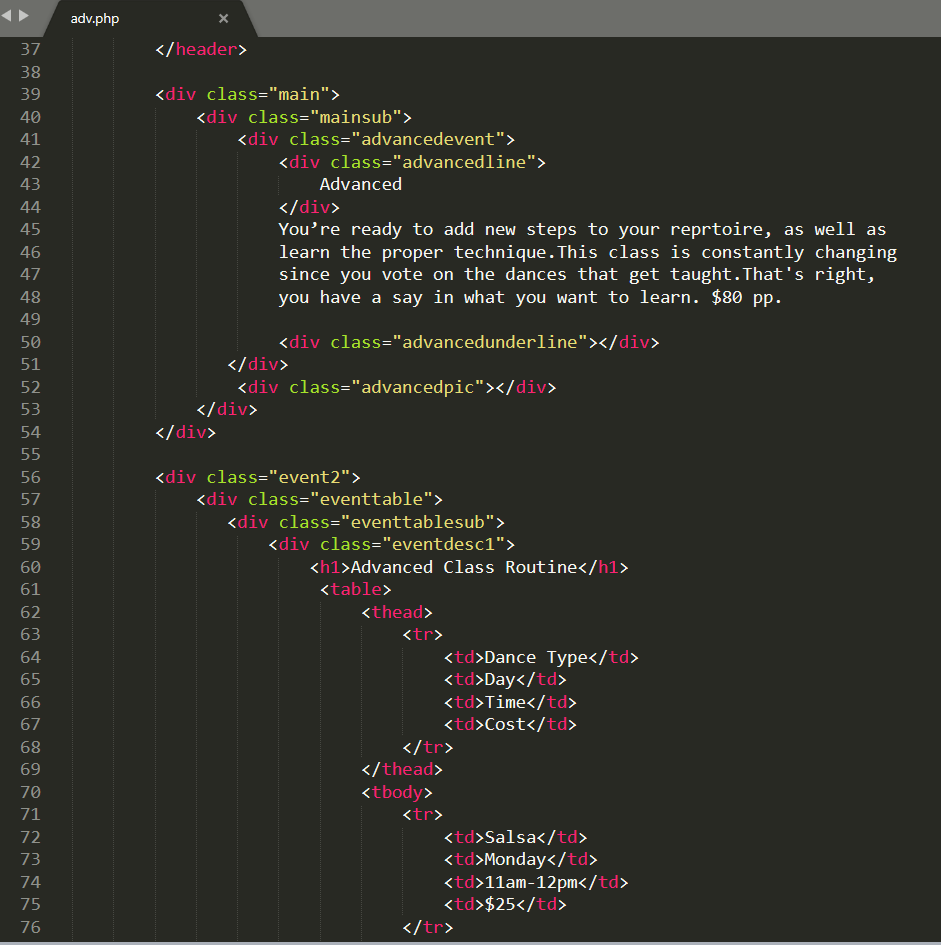 adv.php ×
37 </header>
38
39 <div class="main">
40 <div class="mainsub">
41 <div class="advancedevent">
42 <div class="advancedline">
43 Advanced
44 </div>
45 You’re ready to add new steps to your reprtoire, as well as
46 learn the proper technique.This class is constantly changing
47 since you vote on the dances that get taught.That's right,
48 you have a say in what you want to learn. $80 pp.
49
50 <div class="advancedunderline"></div>
51 </div>
52 <div class="advancedpic"></div>
53 </div>
54 </div>
55
56 <div class="event2">
57 <div class="eventtable">
58 <div class="eventtablesub">
59 <div class="eventdesc1">
60 <h1>Advanced Class Routine</h1>
61 <table>
62 <thead>
63 <tr>
64 <td>Dance Type</td>
65 <td>Day</td>
66 <td>Time</td>
67 <td>Cost</td>
68 </tr>
69 </thead>
70 <tbody>
71 <tr>
72 <td>Salsa</td>
73 <td>Monday</td>
74 <td>11am-12pm</td>
75 <td>$25</td>
76 </tr>